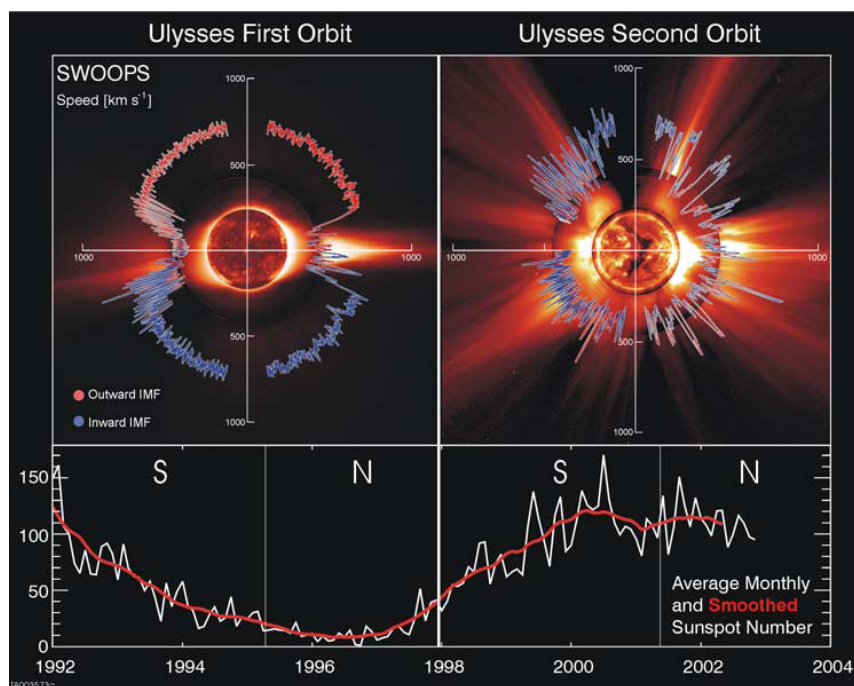 Ulysses First Orbit
Ulysses Second Orbit
SWOOPS
Speed [km s⁻¹]
1000
500
1000
1000
500
1000
Outward IMF
Inward IMF
1000
500
1000
1000
500
1000
150
100
50
0
S
N
S
N
Average Monthly
and Smoothed
Sunspot Number
1992
1994
1996
1998
2000
2002
2004